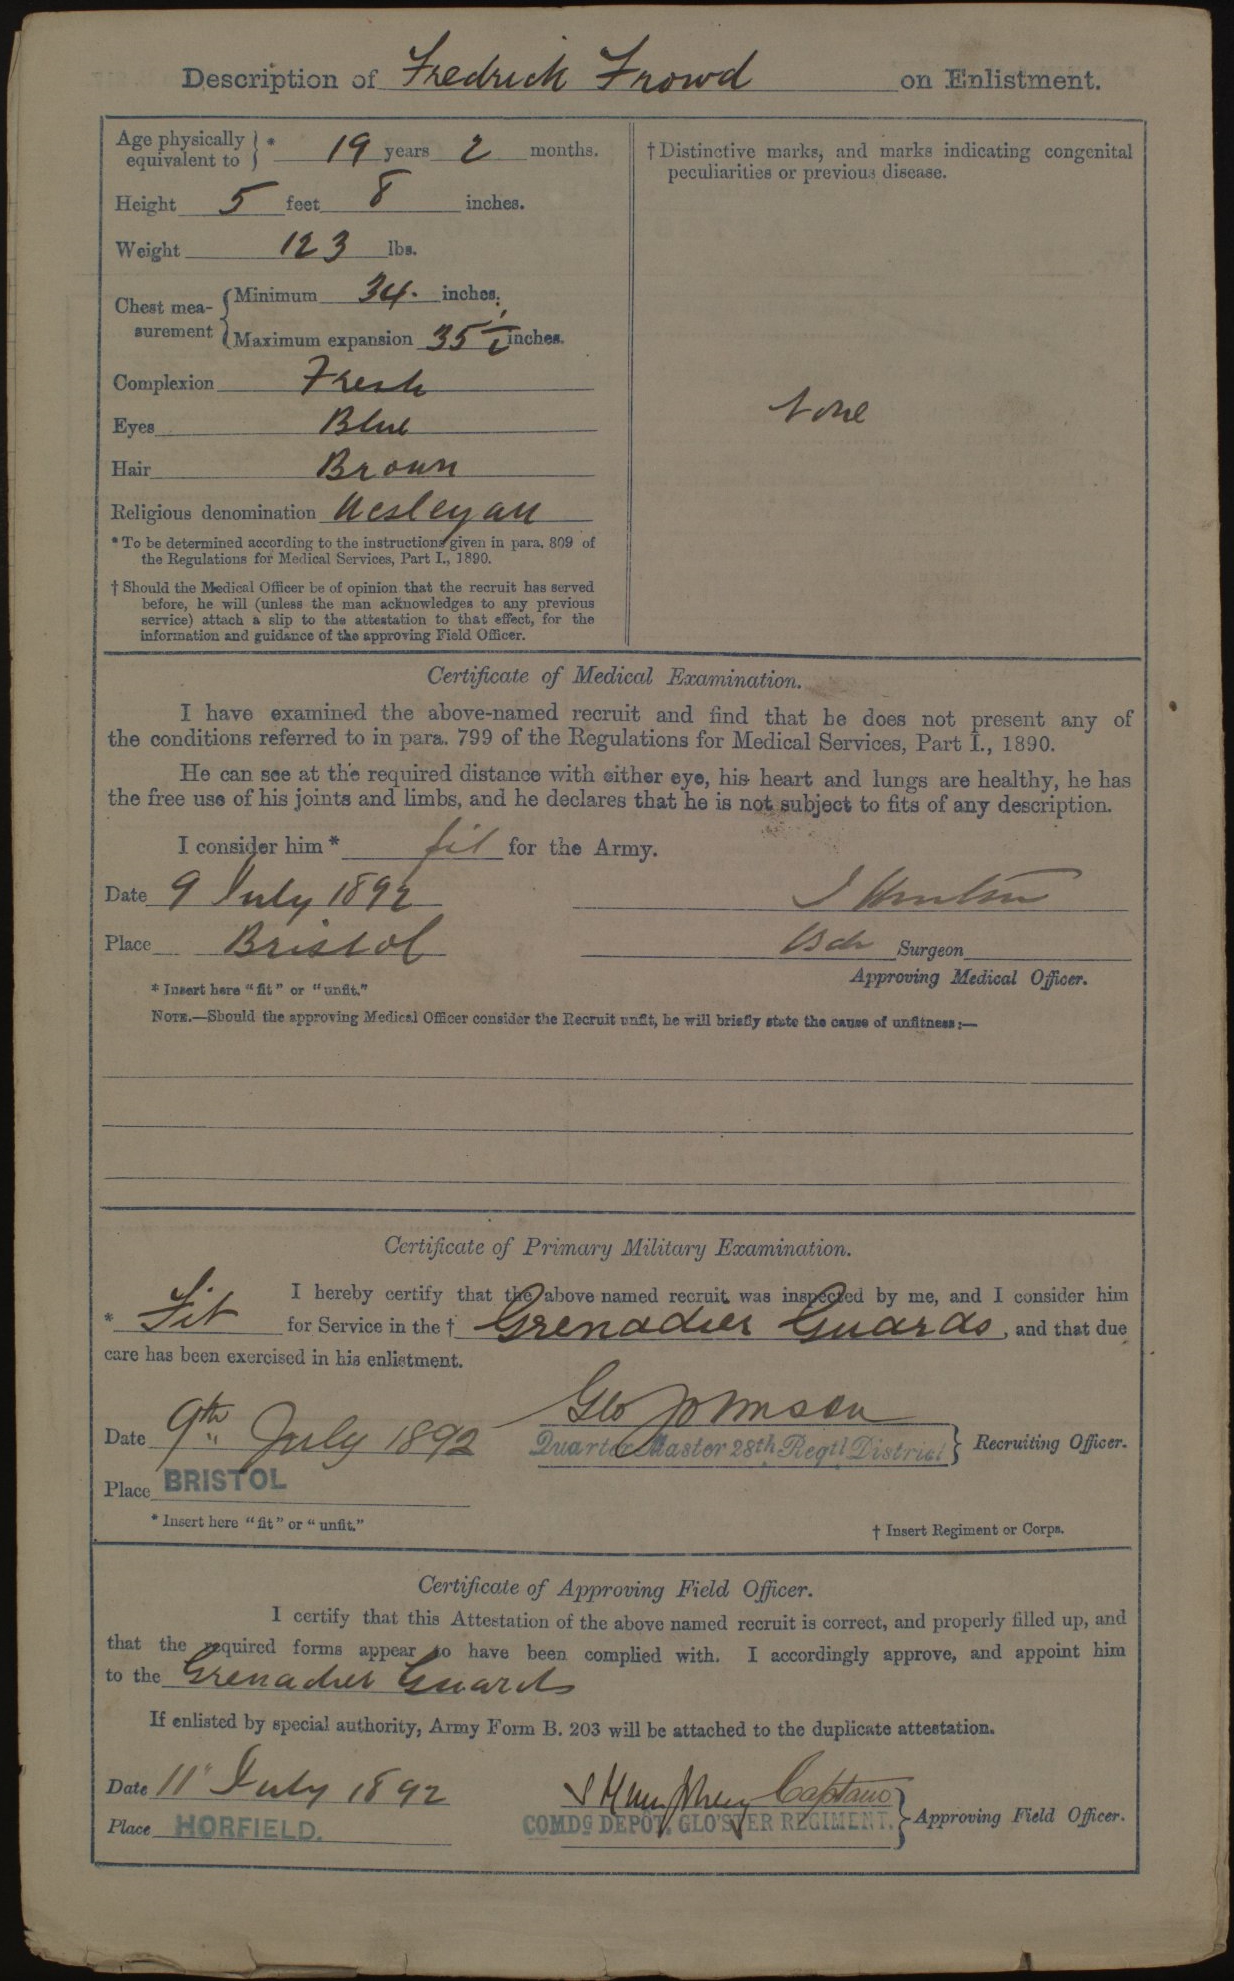 Description of Fredrick Frowd on Enlistment.
Age physically equivalent to } * 19 years 2 months.
Height 5 feet 8 inches.
Weight 123 lbs.
Chest measurement { Minimum 34. inches.
Maximum expansion 35 1/2 inches.
Complexion Fresh
Eyes Blue
Hair Brown
Religious denomination Wesleyan
* To be determined according to the instructions given in para. 809 of
the Regulations for Medical Services, Part I., 1890.
† Should the Medical Officer be of opinion that the recruit has served
before, he will (unless the man acknowledges to any previous
service) attach a slip to the attestation to that effect, for the
information and guidance of the approving Field Officer.
† Distinctive marks, and marks indicating congenital
peculiarities or previous disease.
None
Certificate of Medical Examination.
I have examined the above-named recruit and find that he does not present any of
the conditions referred to in para. 799 of the Regulations for Medical Services, Part I., 1890.
He can see at the required distance with either eye, his heart and lungs are healthy, he has
the free use of his joints and limbs, and he declares that he is not subject to fits of any description.
I consider him * fit for the Army.
Date 9 July 1892
Place Bristol Surgeon
Approving Medical Officer.
* Insert here "fit" or "unfit."
NOTE.—Should the approving Medical Officer consider the Recruit unfit, he will briefly state the cause of unfitness:—
Certificate of Primary Military Examination.
I hereby certify that the above named recruit was inspected by me, and I consider him
* Fit for Service in the † Grenadier Guards, and that due
care has been exercised in his enlistment.
Geo Johnson
Date 9th July 1892 Quarter Master 28th Regtl District } Recruiting Officer.
Place BRISTOL
* Insert here "fit" or "unfit."
† Insert Regiment or Corps.
Certificate of Approving Field Officer.
I certify that this Attestation of the above named recruit is correct, and properly filled up, and
that the required forms appear to have been complied with. I accordingly approve, and appoint him
to the Grenadier Guards
If enlisted by special authority, Army Form B. 203 will be attached to the duplicate attestation.
Date 11 July 1892 Humphrey Captain
Place HORFIELD. COMDG DEPOT, GLO'STER REGIMENT. } Approving Field Officer.